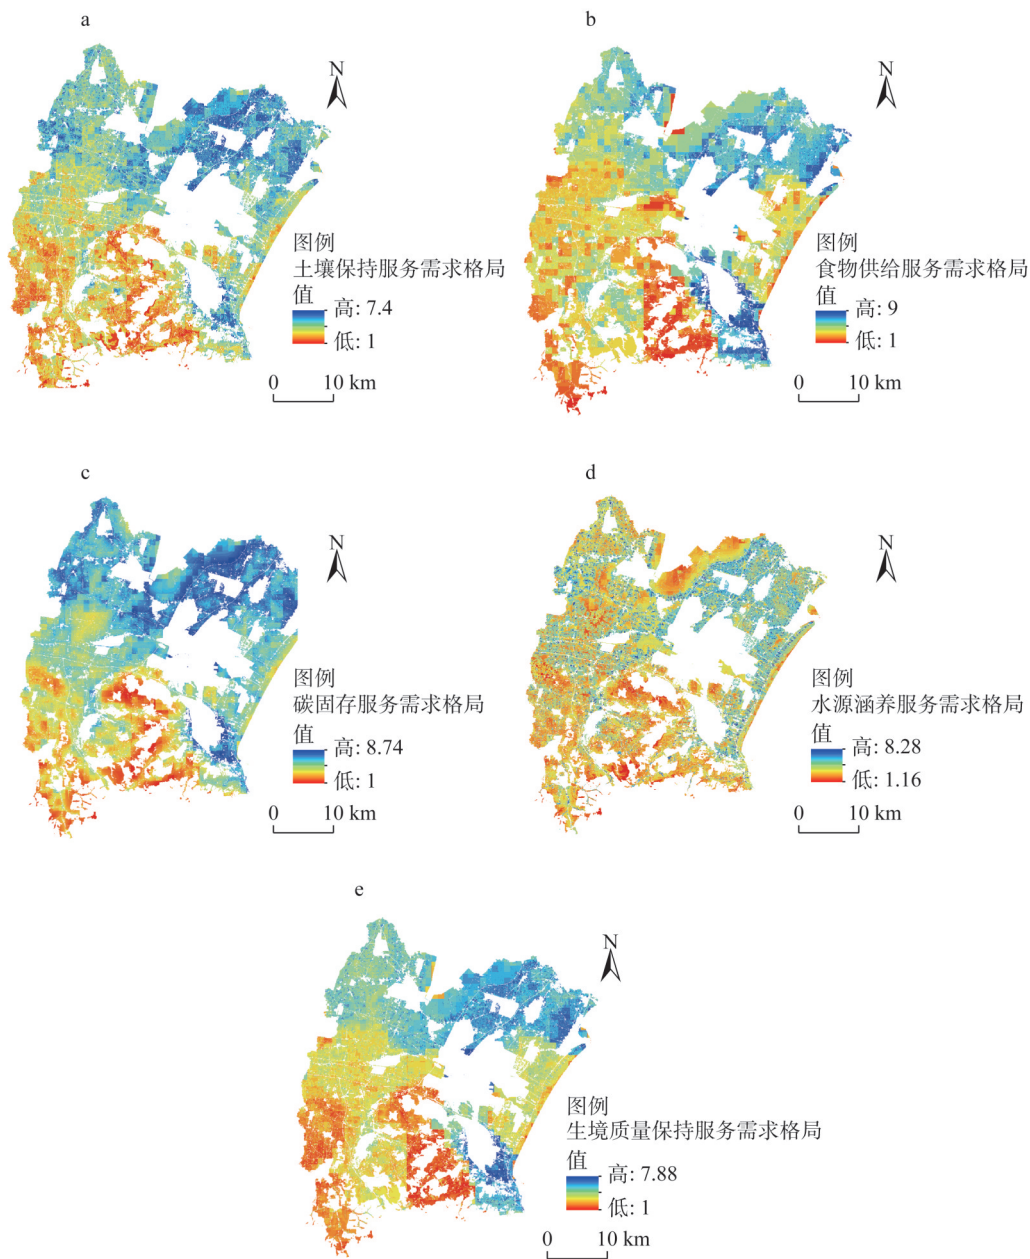 a
N
图例
土壤保持服务需求格局
值
高: 7.4
低: 1
0 10 km
b
N
图例
食物供给服务需求格局
值
高: 9
低: 1
0 10 km
c
N
图例
碳固存服务需求格局
值
高: 8.74
低: 1
0 10 km
d
N
图例
水源涵养服务需求格局
值
高: 8.28
低: 1.16
0 10 km
e
N
图例
生境质量保持服务需求格局
值
高: 7.88
低: 1
0 10 km